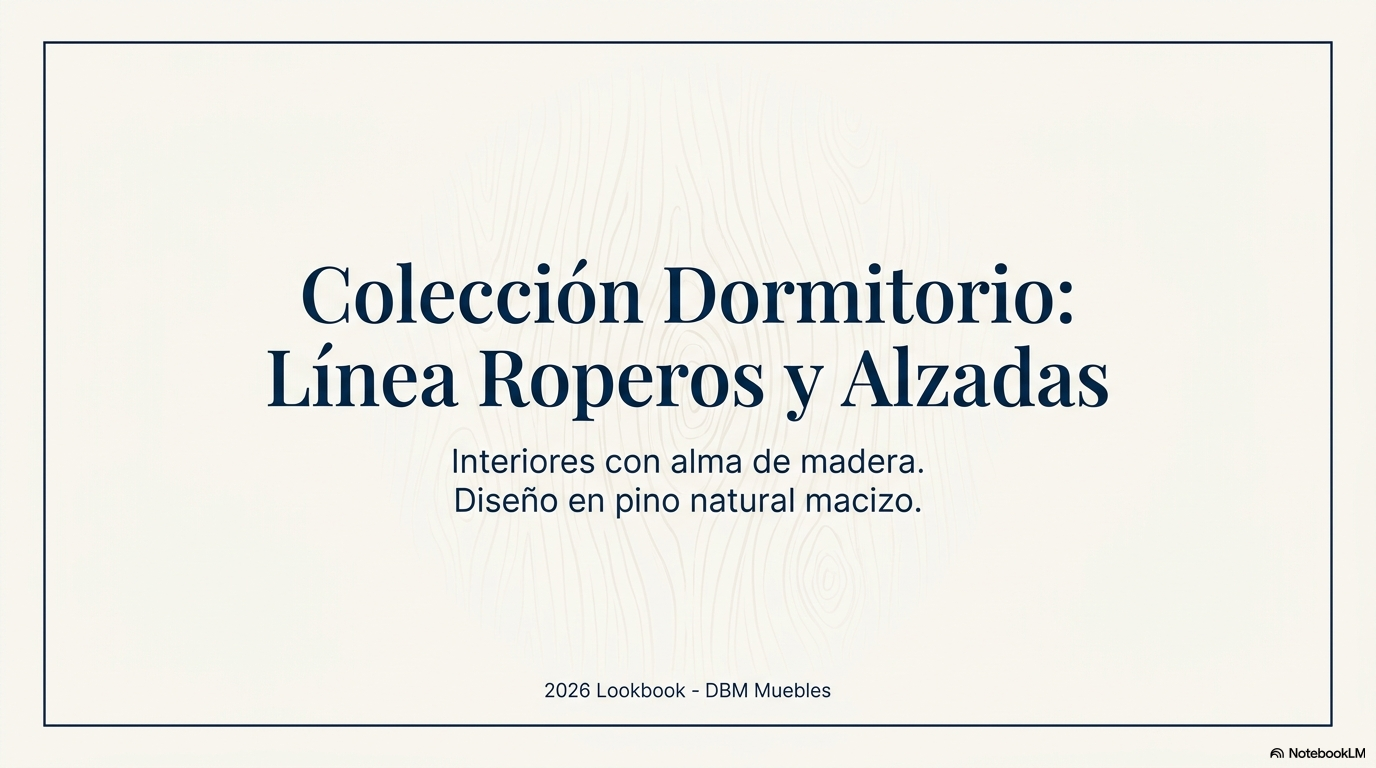 Colección Dormitorio:
Línea Roperos y Alzadas
Interiores con alma de madera.
Diseño en pino natural macizo.
2026 Lookbook - DBM Muebles
NotebookLM